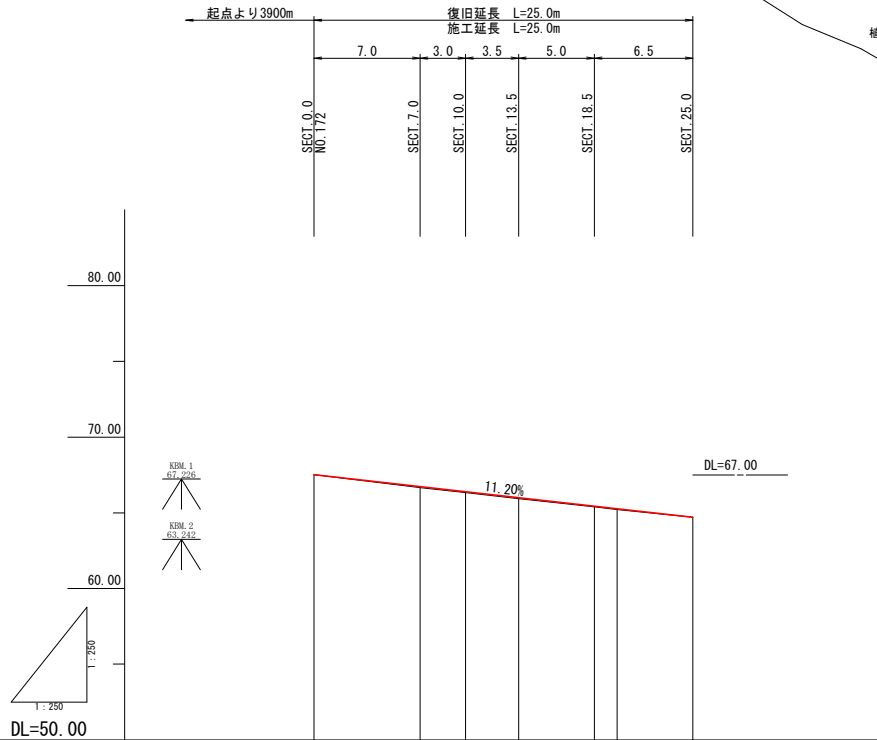 起点より3900m
復旧延長 L=25.0m
施工延長 L=25.0m
7.0
3.0
3.5
5.0
6.5
SECT.0.0
NO.172
SECT.7.0
SECT.10.0
SECT.13.5
SECT.18.5
SECT.25.0
80.00
70.00
KBM.1
67.226
DL=67.00
11.20%
KBM.2
63.242
60.00
1:250
1:250
DL=50.00